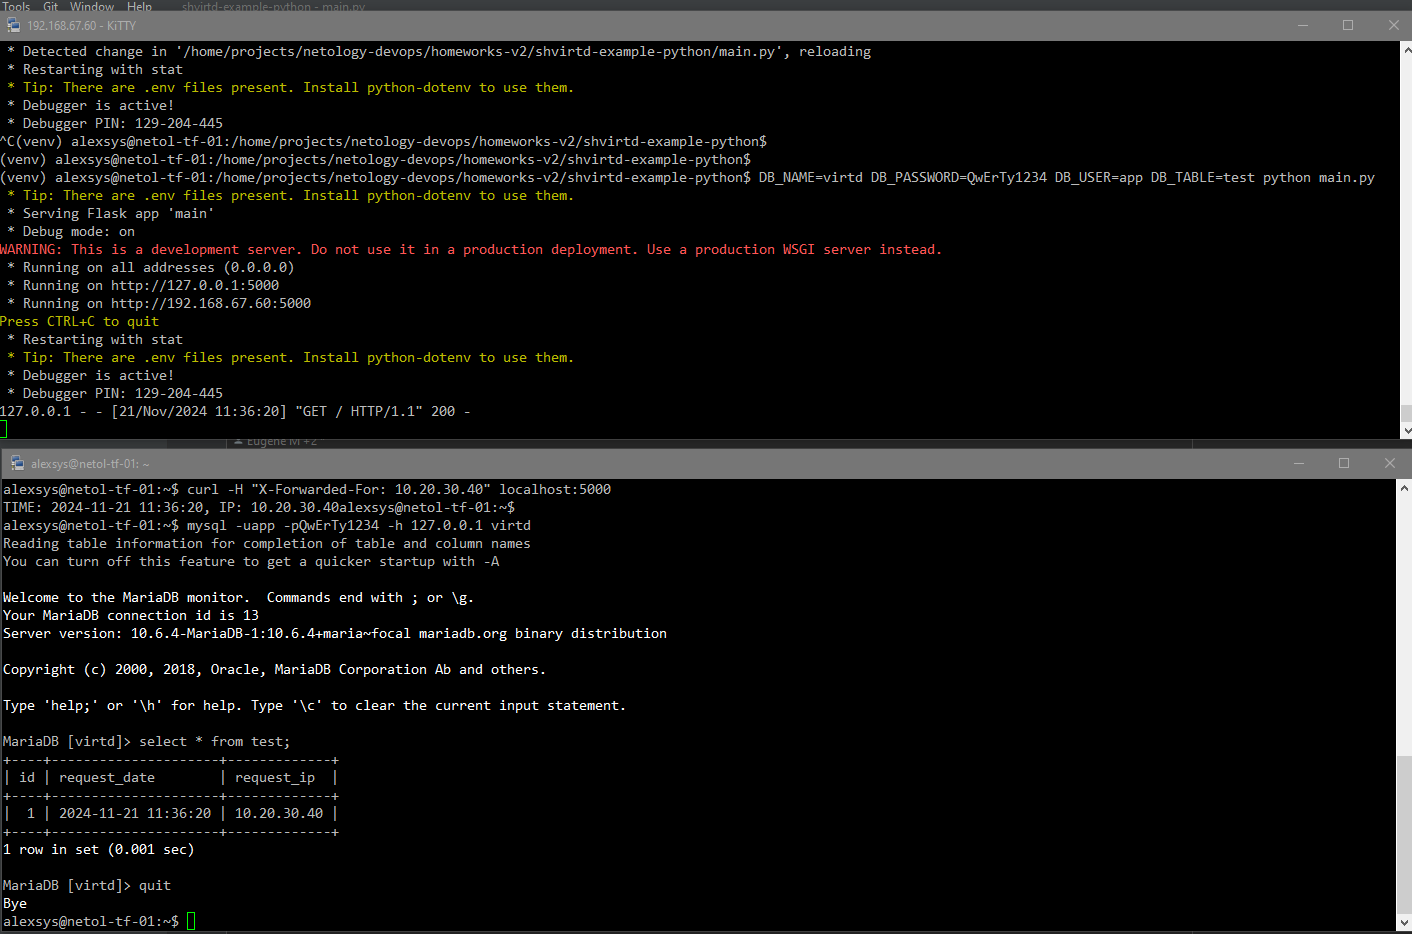 Tools Git Window Help shvirtd-example-python - main.py
192.168.67.60 - KiTTY
* Detected change in '/home/projects/netology-devops/homeworks-v2/shvirtd-example-python/main.py', reloading
* Restarting with stat
* Tip: There are .env files present. Install python-dotenv to use them.
* Debugger is active!
* Debugger PIN: 129-204-445
^C(venv) alexsys@netol-tf-01:/home/projects/netology-devops/homeworks-v2/shvirtd-example-python$
(venv) alexsys@netol-tf-01:/home/projects/netology-devops/homeworks-v2/shvirtd-example-python$
(venv) alexsys@netol-tf-01:/home/projects/netology-devops/homeworks-v2/shvirtd-example-python$ DB_NAME=virtd DB_PASSWORD=QwErTy1234 DB_USER=app DB_TABLE=test python main.py
* Tip: There are .env files present. Install python-dotenv to use them.
* Serving Flask app 'main'
* Debug mode: on
WARNING: This is a development server. Do not use it in a production deployment. Use a production WSGI server instead.
* Running on all addresses (0.0.0.0)
* Running on http://127.0.0.1:5000
* Running on http://192.168.67.60:5000
Press CTRL+C to quit
* Restarting with stat
* Tip: There are .env files present. Install python-dotenv to use them.
* Debugger is active!
* Debugger PIN: 129-204-445
127.0.0.1 - - [21/Nov/2024 11:36:20] "GET / HTTP/1.1" 200 -
Eugene M +2
alexsys@netol-tf-01: ~
alexsys@netol-tf-01:~$ curl -H "X-Forwarded-For: 10.20.30.40" localhost:5000
TIME: 2024-11-21 11:36:20, IP: 10.20.30.40alexsys@netol-tf-01:~$
alexsys@netol-tf-01:~$ mysql -uapp -pQwErTy1234 -h 127.0.0.1 virtd
Reading table information for completion of table and column names
You can turn off this feature to get a quicker startup with -A
Welcome to the MariaDB monitor.  Commands end with ; or \g.
Your MariaDB connection id is 13
Server version: 10.6.4-MariaDB-1:10.6.4+maria~focal mariadb.org binary distribution
Copyright (c) 2000, 2018, Oracle, MariaDB Corporation Ab and others.
Type 'help;' or '\h' for help. Type '\c' to clear the current input statement.
MariaDB [virtd]> select * from test;
+----+---------------------+-------------+
| id | request_date        | request_ip  |
+----+---------------------+-------------+
|  1 | 2024-11-21 11:36:20 | 10.20.30.40 |
+----+---------------------+-------------+
1 row in set (0.001 sec)
MariaDB [virtd]> quit
Bye
alexsys@netol-tf-01:~$